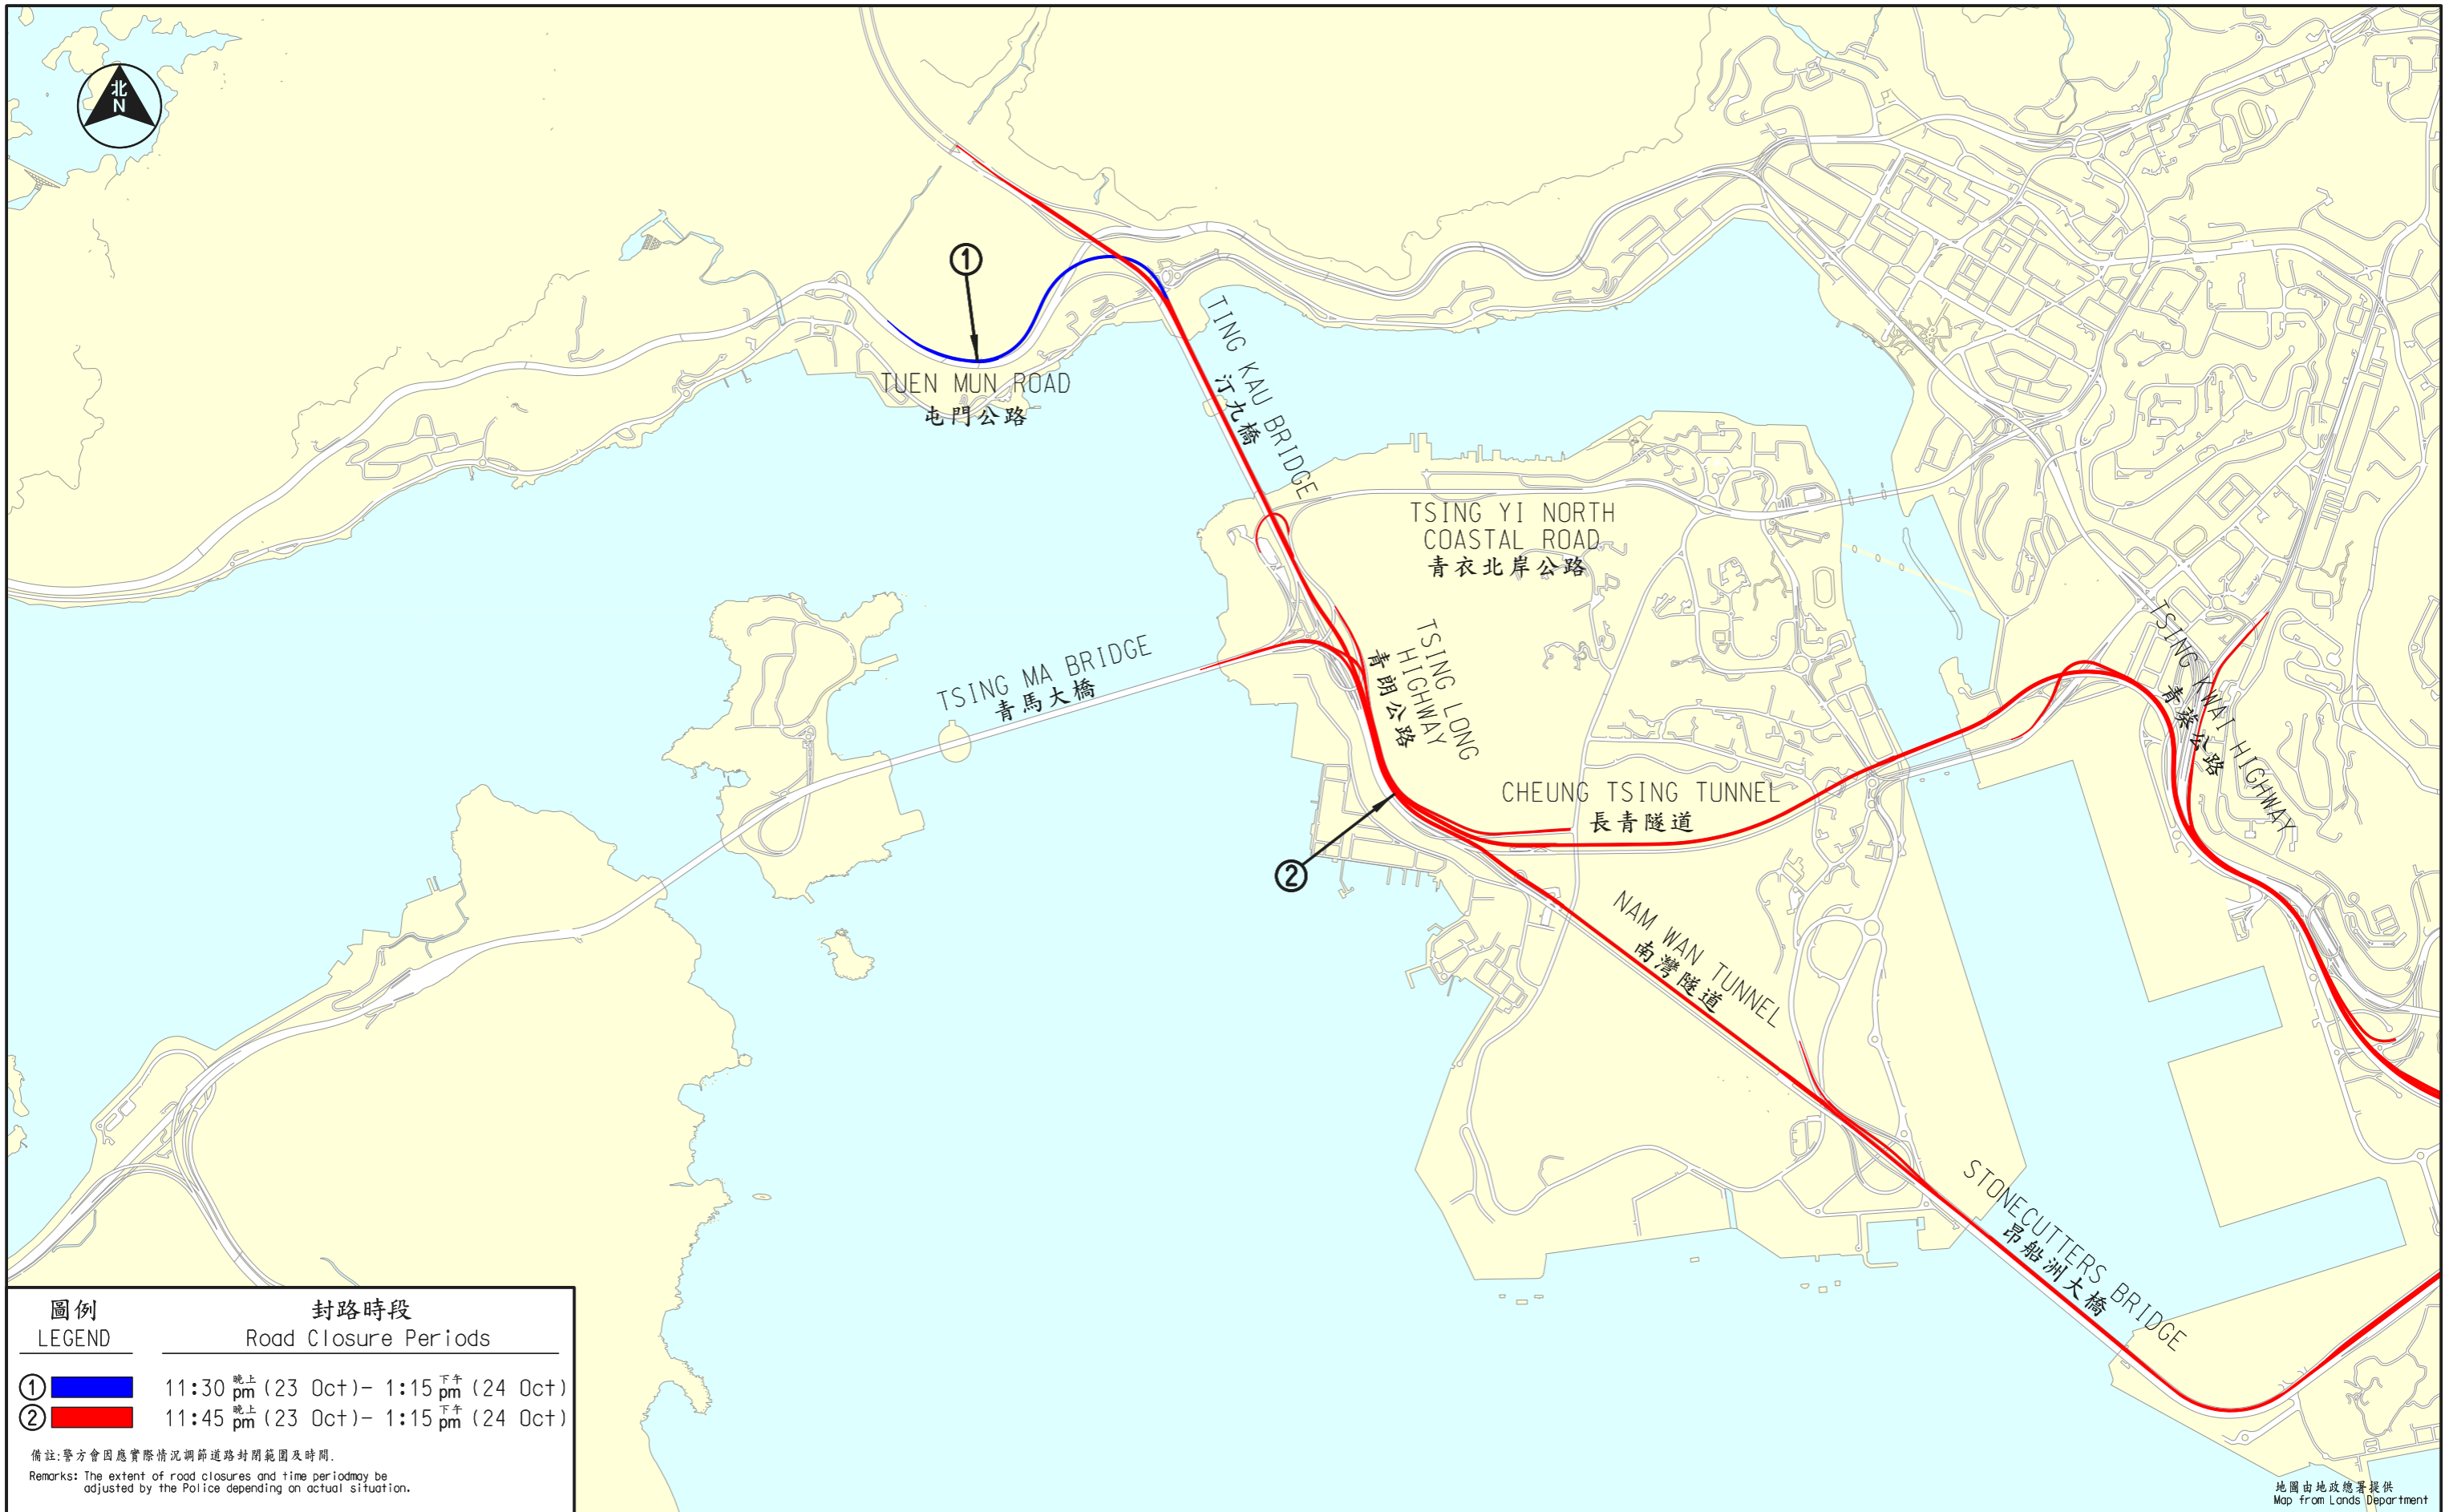 北
N
①
TUEN MUN ROAD
屯門公路
TING KAU BRIDGE
汀九橋
TSING YI NORTH
COASTAL ROAD
青衣北岸公路
TSING MA BRIDGE
青馬大橋
TSING LONG
HIGHWAY
青朗公路
TSING KWAI HIGHWAY
青葵公路
CHEUNG TSING TUNNEL
長青隧道
②
NAM WAN TUNNEL
南灣隧道
STONECUTTERS BRIDGE
昂船洲大橋
圖例
LEGEND
封路時段
Road Closure Periods
① 11:30 晚上 pm (23 Oct)- 1:15 下午 pm (24 Oct)
② 11:45 晚上 pm (23 Oct)- 1:15 下午 pm (24 Oct)
備註:警方會因應實際情況調節道路封閉範圍及時間.
Remarks: The extent of road closures and time periodmay be
adjusted by the Police depending on actual situation.
地圖由地政總署提供
Map from Lands Department